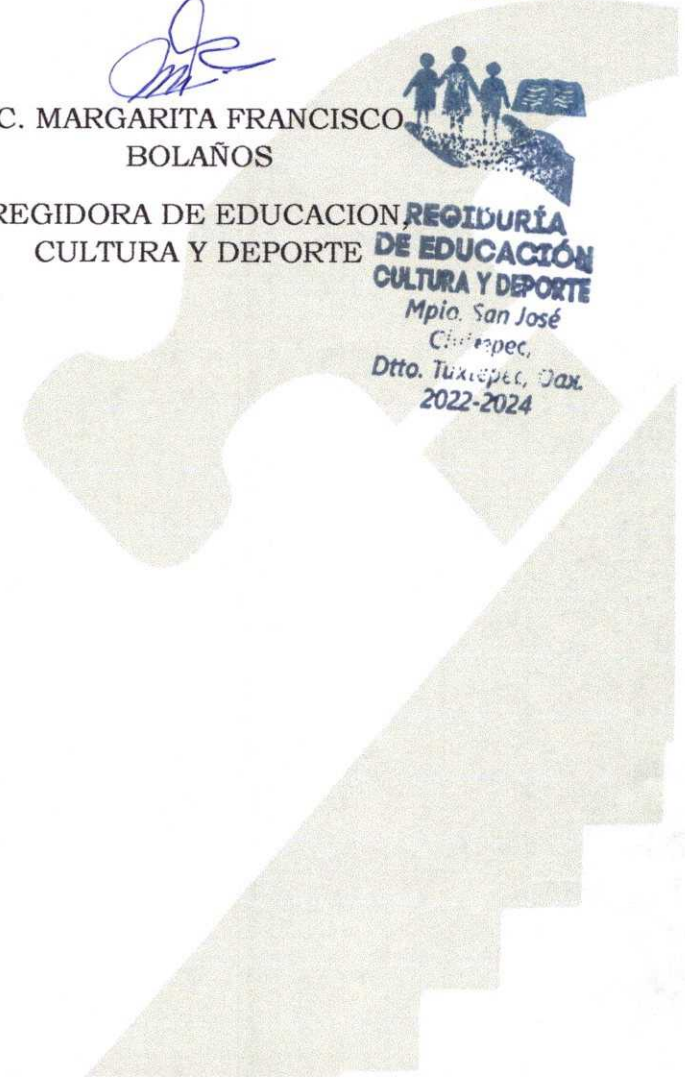 C. MARGARITA FRANCISCO
BOLAÑOS
REGIDORA DE EDUCACION,
CULTURA Y DEPORTE
REGIDURÍA
DE EDUCACIÓN
CULTURA Y DEPORTE
Mpio. San José
Dtto. Tuxtepec, Oax.
2022-2024